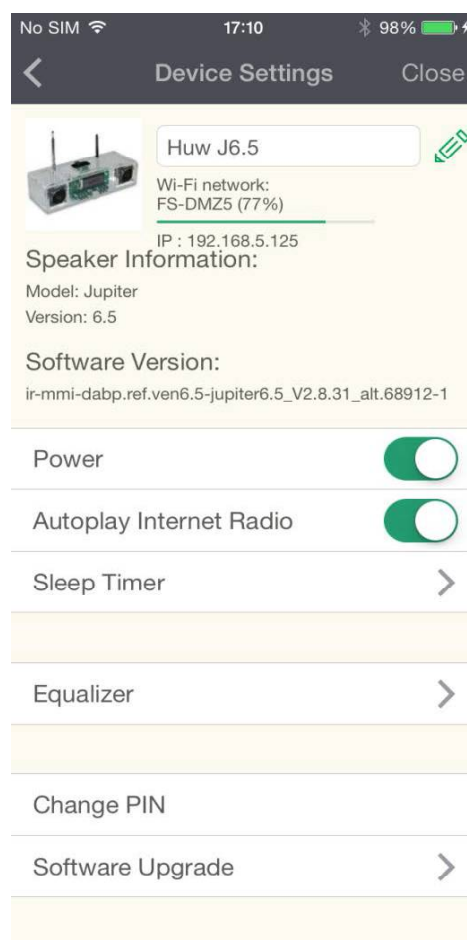 No SIM 17:10 98%
Device Settings Close
Huw J6.5
Wi-Fi network:
FS-DMZ5 (77%)
IP : 192.168.5.125
Speaker Information:
Model: Jupiter
Version: 6.5
Software Version:
ir-mmi-dabp.ref.ven6.5-jupiter6.5_V2.8.31_alt.68912-1
Power
Autoplay Internet Radio
Sleep Timer
Equalizer
Change PIN
Software Upgrade